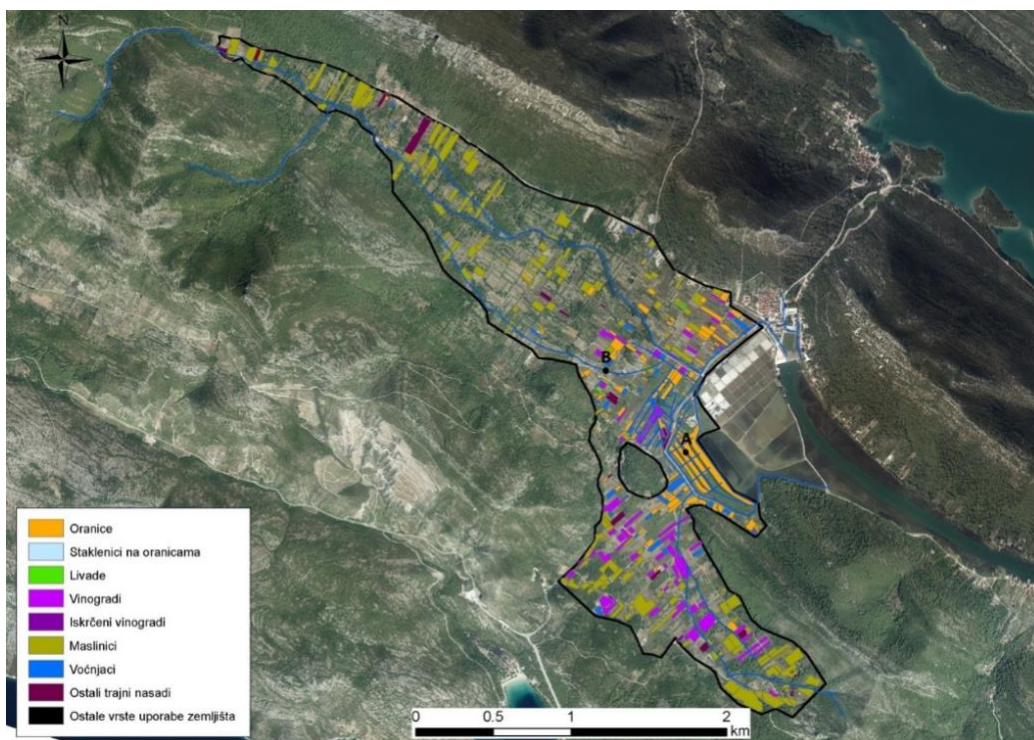 N
B
A
Oranice
Staklenici na oranicama
Livade
Vinogradi
Iskrčeni vinogradi
Maslinici
Voćnjaci
Ostali trajni nasadi
Ostale vrste uporabe zemljišta
0 0.5 1 2
km